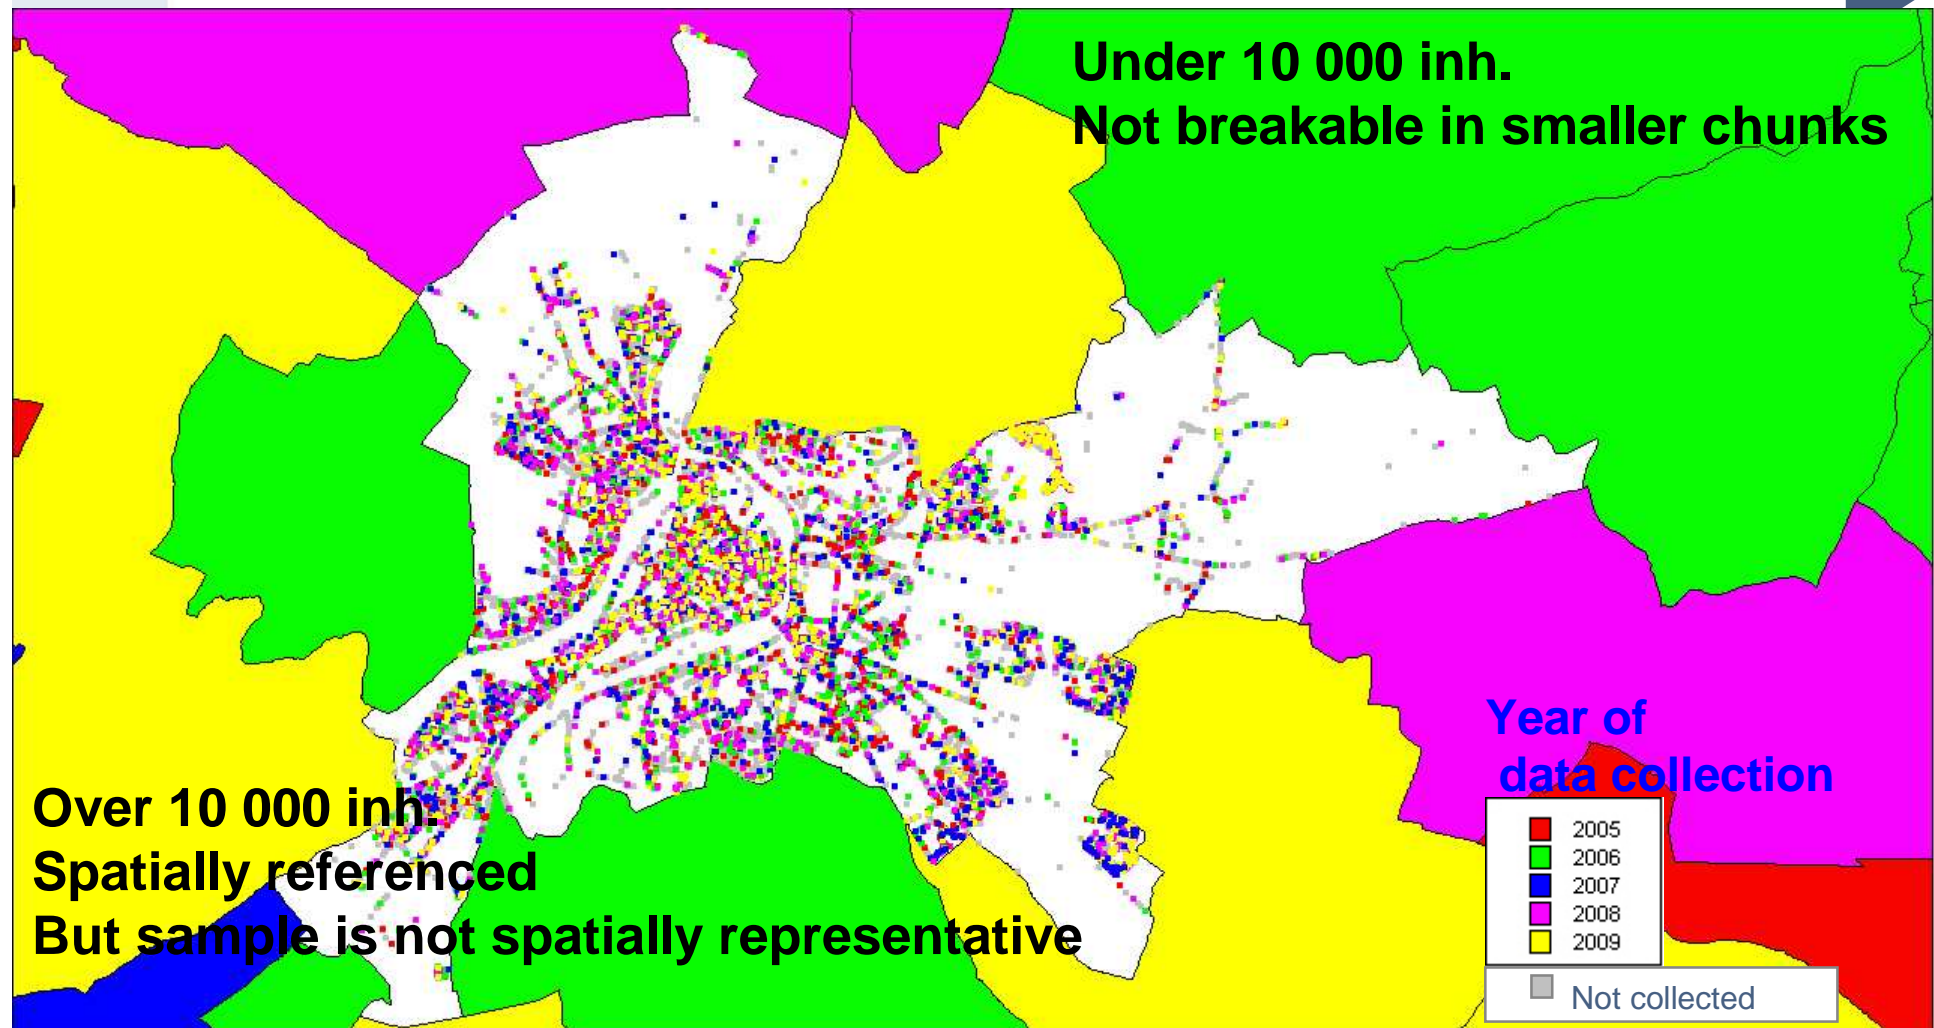 Under 10 000 inh.
Not breakable in smaller chunks
Over 10 000 inh.
Spatially referenced
But sample is not spatially representative
Year of
data collection
2005
2006
2007
2008
2009
Not collected